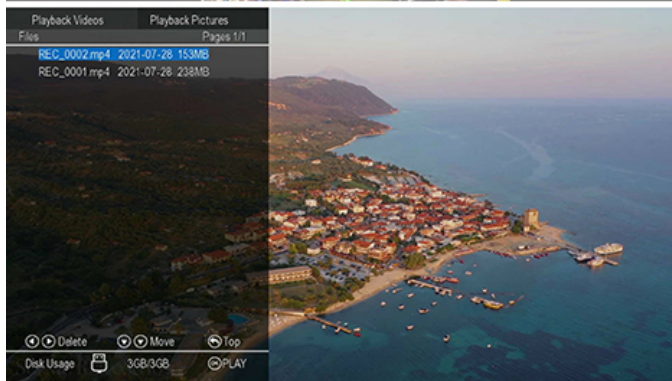 Playback Videos Playback Pictures
Files Pages 1/1
REC_0002.mp4 2021-07-28 153MB
REC_0001.mp4 2021-07-28 238MB
Delete Move Top
Disk Usage 3GB/3GB OK PLAY